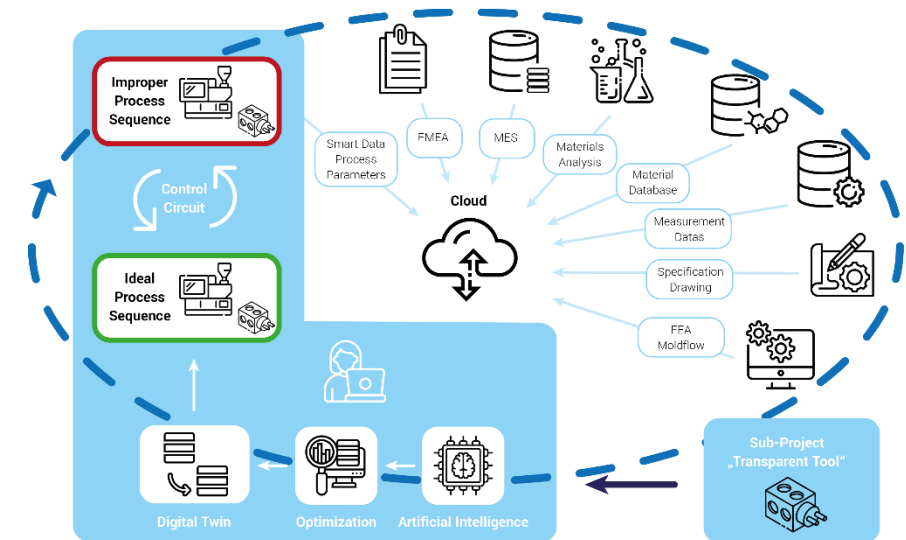 Improper
Process
Sequence
Control
Circuit
Ideal
Process
Sequence
Smart Data
Process
Parameters
FMEA
MES
Materials
Analysis
Material
Database
Measurement
Datas
Specification
Drawing
FEA
Moldflow
Cloud
Digital Twin
Optimization
Artificial Intelligence
Sub-Project
„Transparent Tool“